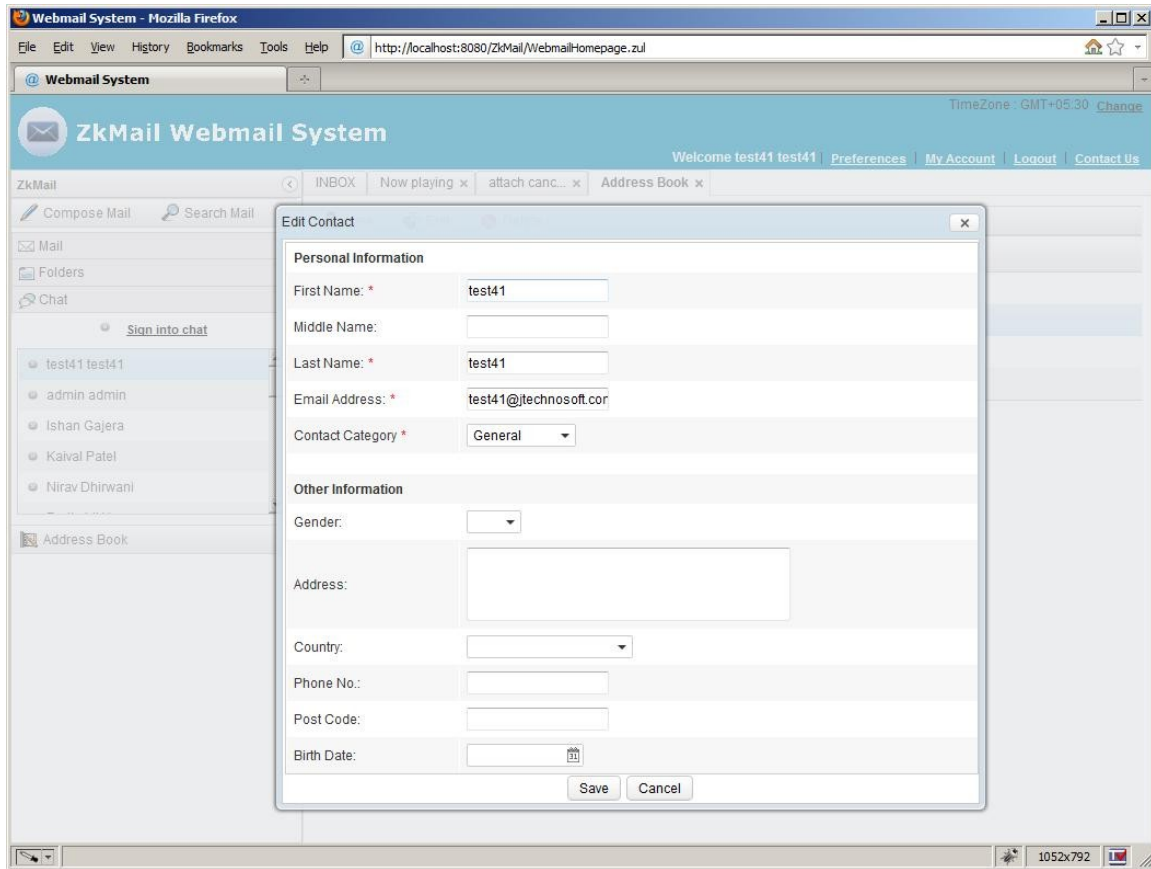 Webmail System - Mozilla Firefox
File Edit View History Bookmarks Tools Help http://localhost:8080/ZkMail/WebmailHomepage.zul
Webmail System
TimeZone : GMT+05:30 Change
ZkMail Webmail System
Welcome test41 test41 | Preferences | My Account | Logout | Contact Us
ZkMail
INBOX Now playing attach canc... Address Book
Compose Mail Search Mail
Mail
Folders
Chat
Sign into chat
test41 test41
admin admin
Ishan Gajera
Kaival Patel
Nirav Dhirwani
Address Book
Edit Contact
Personal Information
First Name: * test41
Middle Name:
Last Name: * test41
Email Address: * test41@jtechnosoft.cor
Contact Category * General
Other Information
Gender:
Address:
Country:
Phone No.:
Post Code:
Birth Date: 31
Save Cancel
1052x792